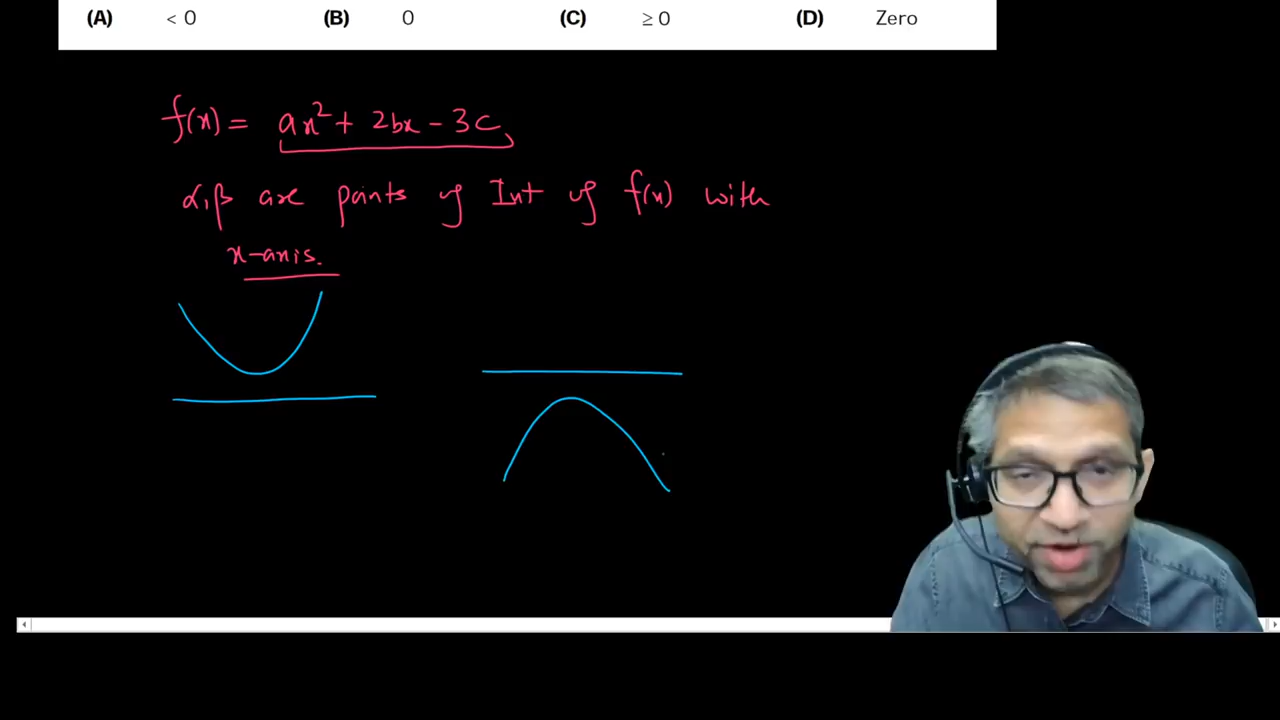 (A) < 0 (B) 0 (C) ≥ 0 (D) Zero
f(x) = ax² + 2bx - 3c
α,β are points of Int of f(x) with
x-axis.